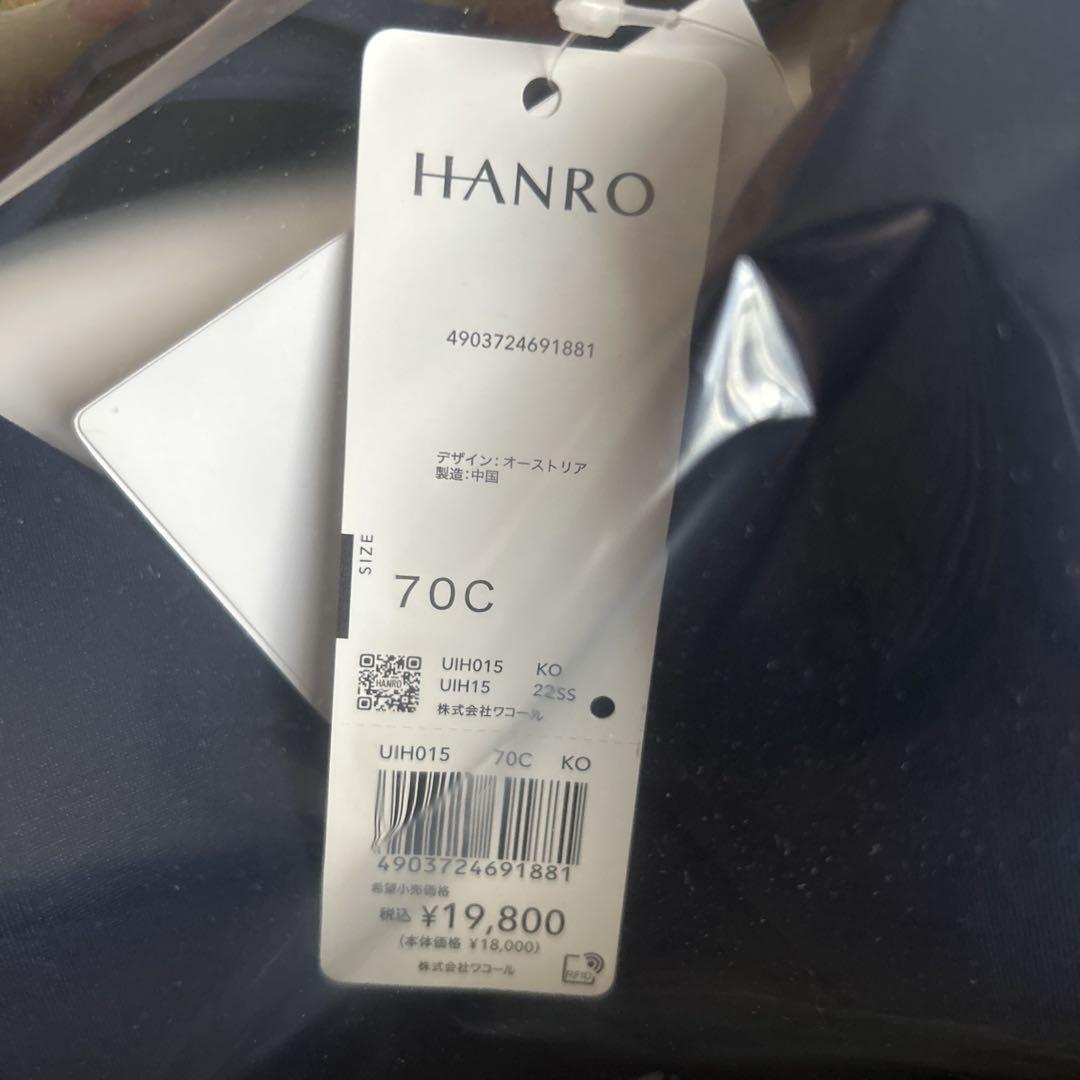 HANRO
4903724691881
デザイン:オーストリア
製造:中国
SIZE
70C
HANRO
UIH015 KO
UIH15 22SS
株式会社ワコール
UIH015 70C KO
4903724691881
希望小売価格
税込 ¥19,800
(本体価格 ¥18,000)
株式会社ワコール
RFID